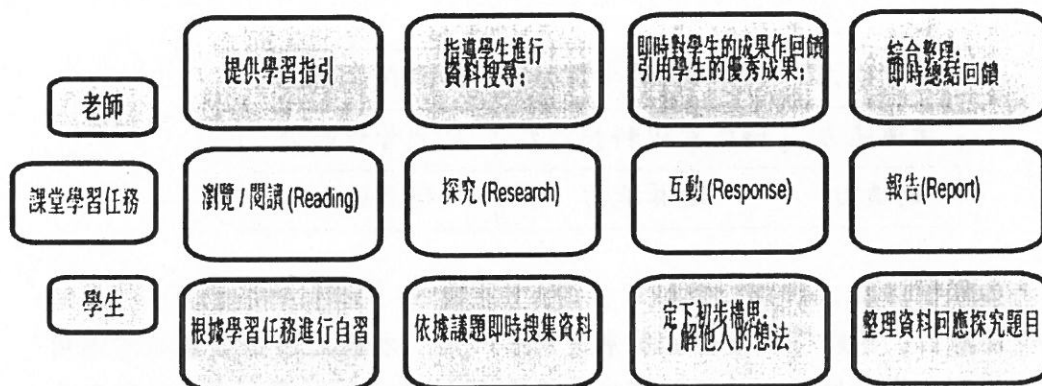 老師
提供學習指引
指導學生進行
資料搜尋;
即時對學生的成果作回饋
引用學生的優秀成果;
綜合整理;
即時總結回饋
課堂學習任務
瀏覽 / 閱讀 (Reading)
探究 (Research)
互動 (Response)
報告(Report)
學生
根據學習任務進行自習
依據議題即時搜集資料
定下初步構思;
了解他人的想法
整理資料回應探究題目